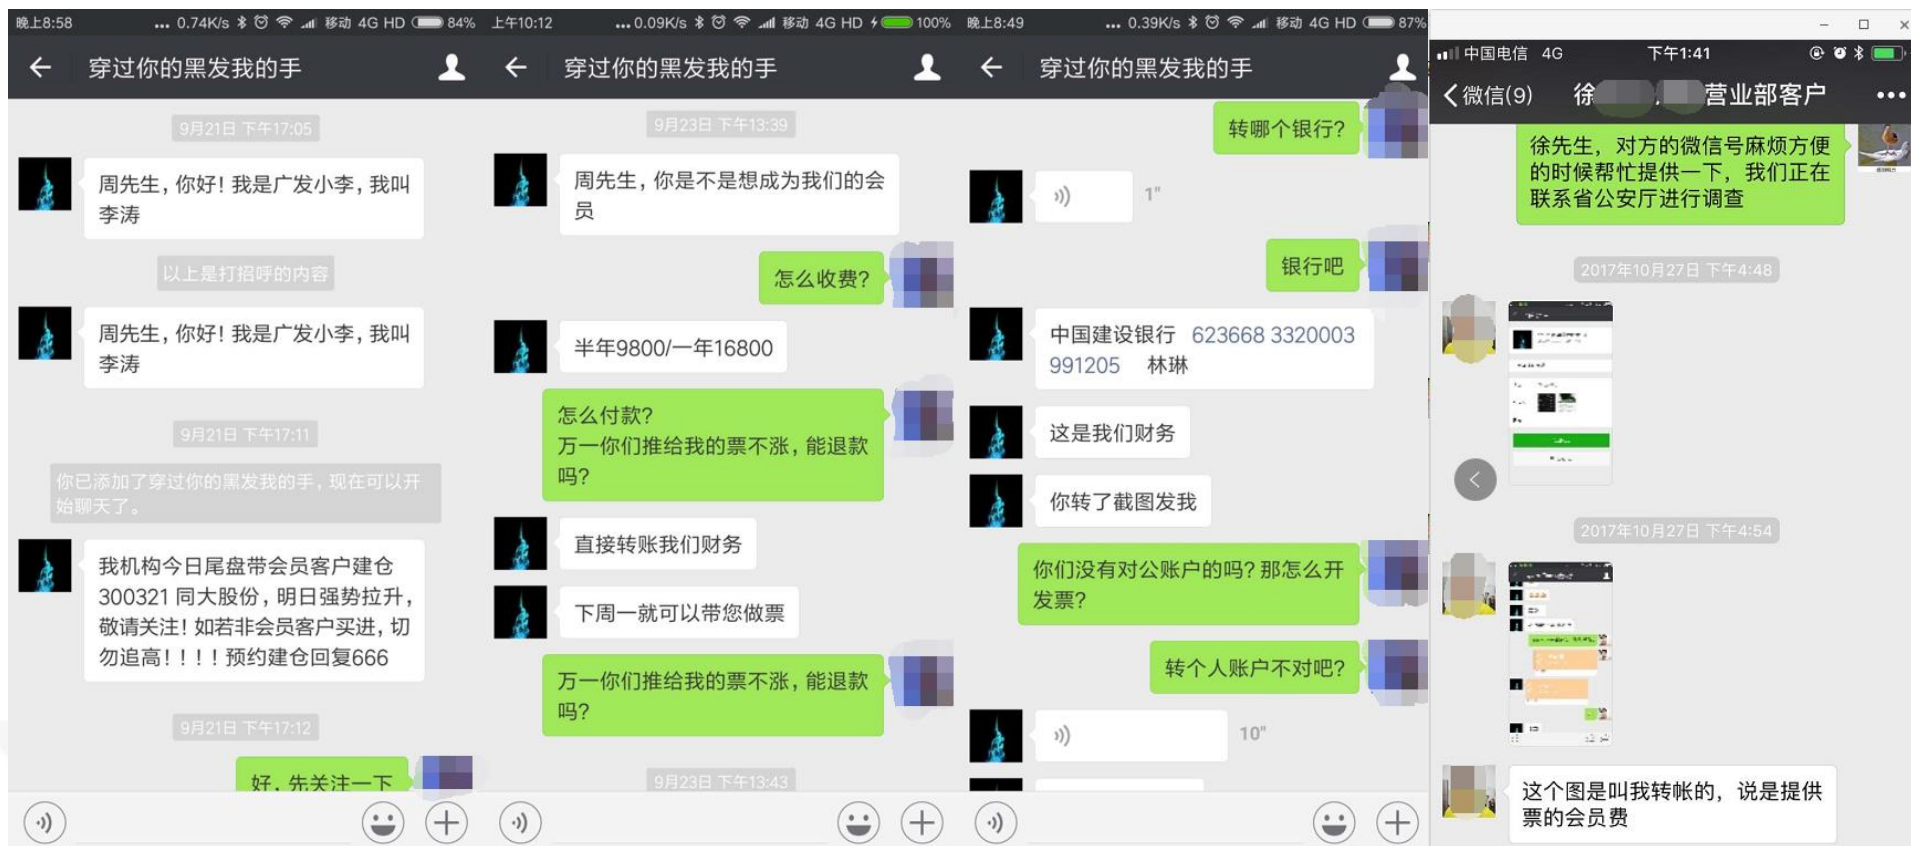 晚上8:58
... 0.74K/s 移动 4G HD 84%
穿过你的黑发我的手
9月21日 下午17:05
周先生，你好！我是广发小李，我叫
李涛
以上是打招呼的内容
周先生，你好！我是广发小李，我叫
李涛
9月21日 下午17:11
你已添加了穿过你的黑发我的手，现在可以开
始聊天了。
我机构今日尾盘带会员客户建仓
300321 同大股份，明日强势拉升，
敬请关注！如若非会员客户买进，切
勿追高！！！！预约建仓回复666
9月21日 下午17:12
好，先关注一下
上午10:12
... 0.09K/s 移动 4G HD 100%
穿过你的黑发我的手
9月23日 下午13:39
周先生，你是不是想成为我们的会
员
怎么收费？
半年9800/一年16800
怎么付款？
万一你们推给我的票不涨，能退款
吗？
直接转账我们财务
下周一就可以带您做票
万一你们推给我的票不涨，能退款
吗？
9月23日 下午13:43
晚上8:49
... 0.39K/s 移动 4G HD 87%
穿过你的黑发我的手
转哪个银行？
1"
银行吧
中国建设银行 623668 3320003
991205 林琳
这是我们财务
你转了截图发我
你们没有对公账户的吗？那怎么开
发票？
转个人账户不对吧？
10"
中国电信 4G 下午1:41
微信(9) 徐 营业部客户
徐先生，对方的微信号麻烦方便
的时候帮忙提供一下，我们正在
联系省公安厅进行调查
2017年10月27日 下午4:48
2017年10月27日 下午4:54
这个图是叫我转帐的，说是提供
票的会员费